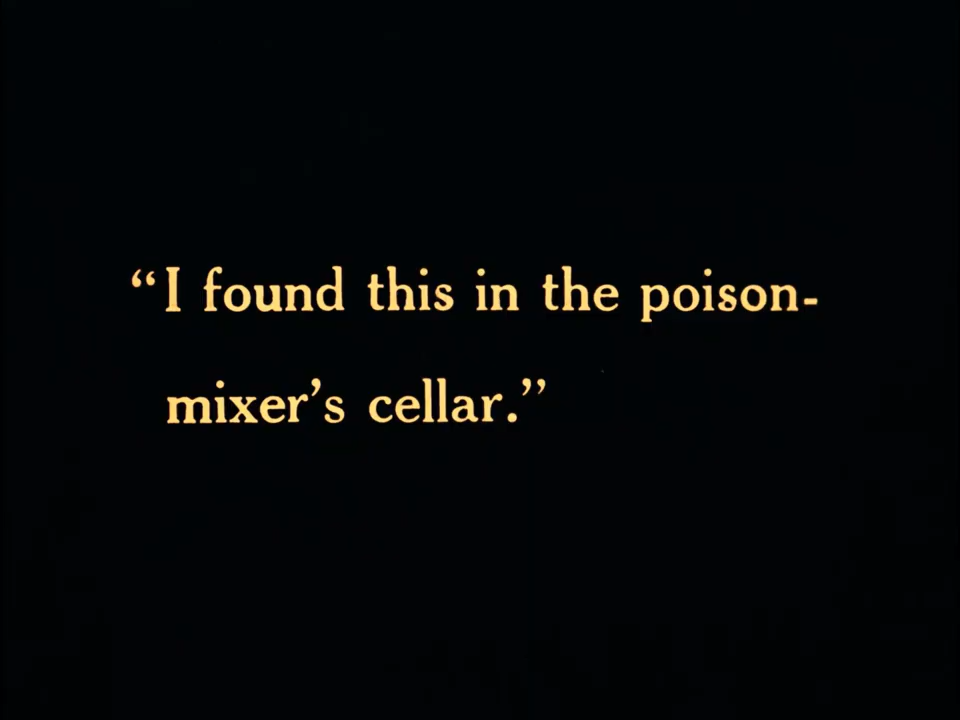 “I found this in the poison-
mixer’s cellar.”